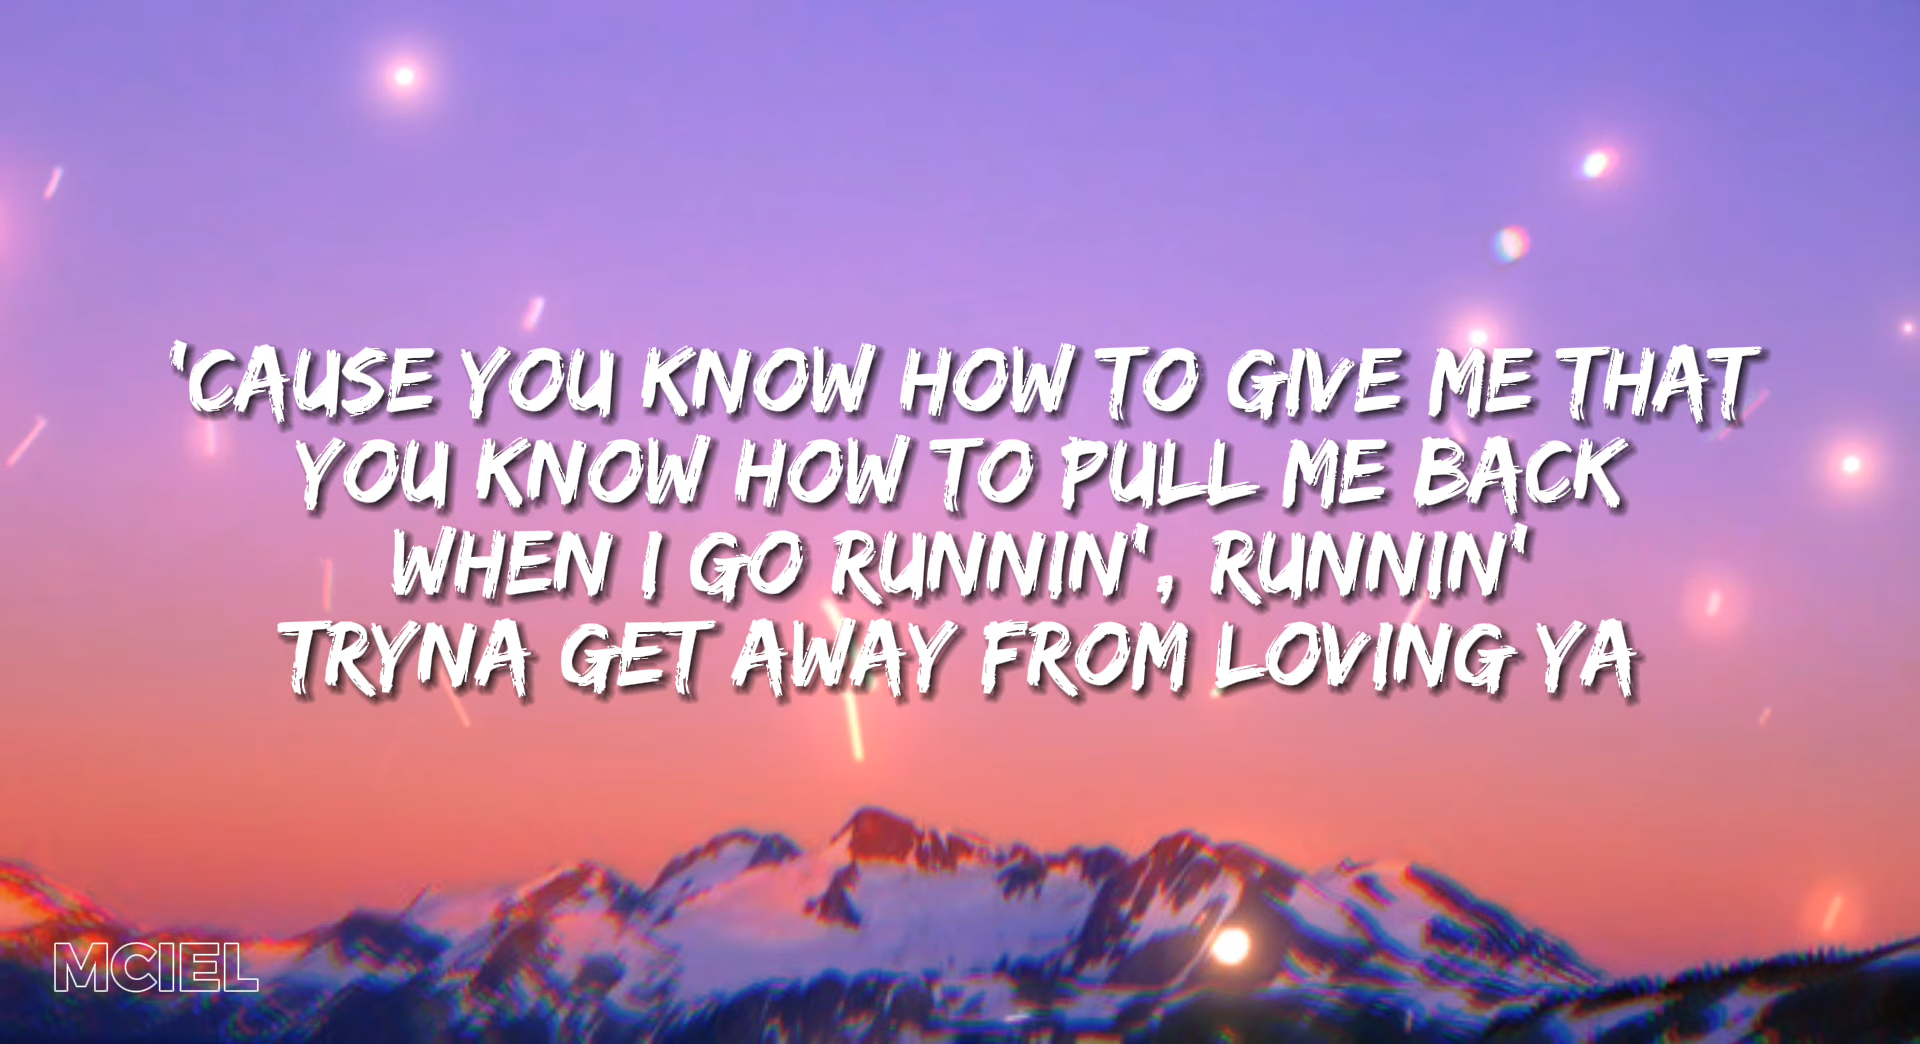 'CAUSE YOU KNOW HOW TO GIVE ME THAT
YOU KNOW HOW TO PULL ME BACK
WHEN I GO RUNNIN', RUNNIN'
TRYNA GET AWAY FROM LOVING YA
MCIEL